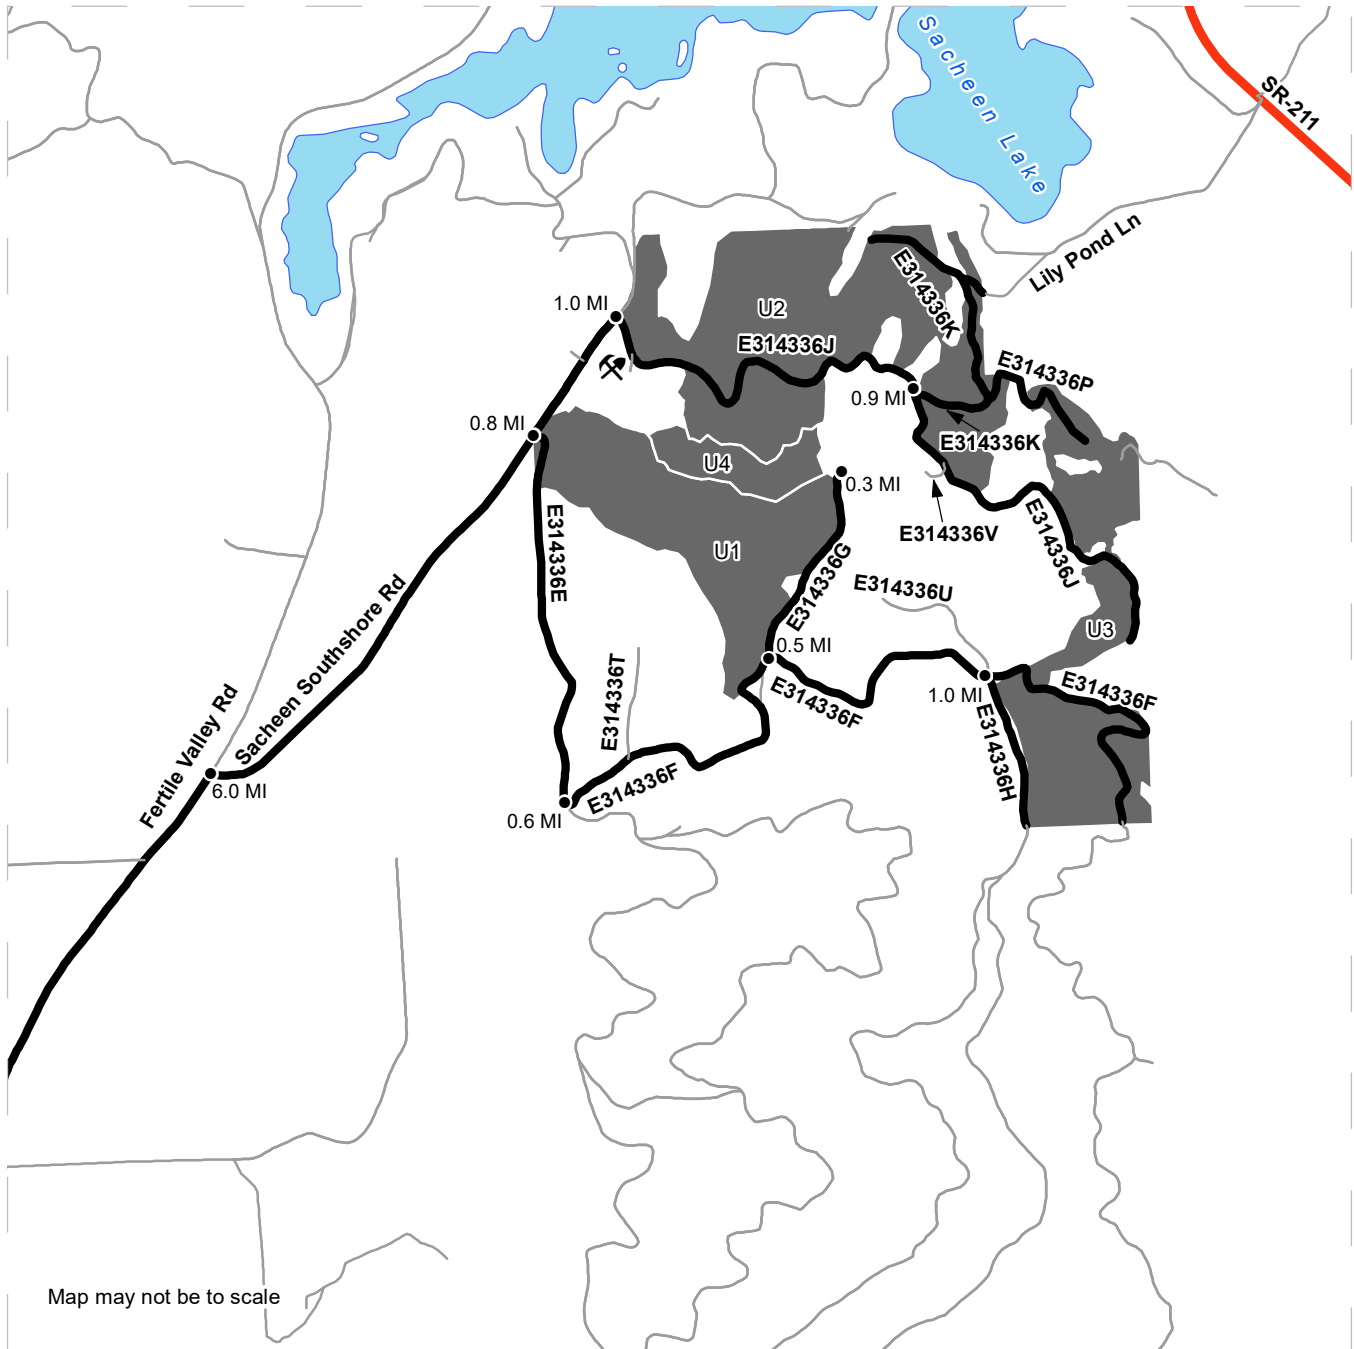 Sacheen Lake
SR-211
Lily Pond Ln
E314336K
1.0 MI
U2
E314336J
E314336P
0.9 MI
0.8 MI
E314336K
U4
0.3 MI
E314336V
E314336E
U1
E314336G
E314336J
E314336U
U3
0.5 MI
Sacheen Southshore Rd
E314336T
E314336F
1.0 MI
E314336F
E314336H
Fertile Valley Rd
6.0 MI
E314336F
0.6 MI
Map may not be to scale